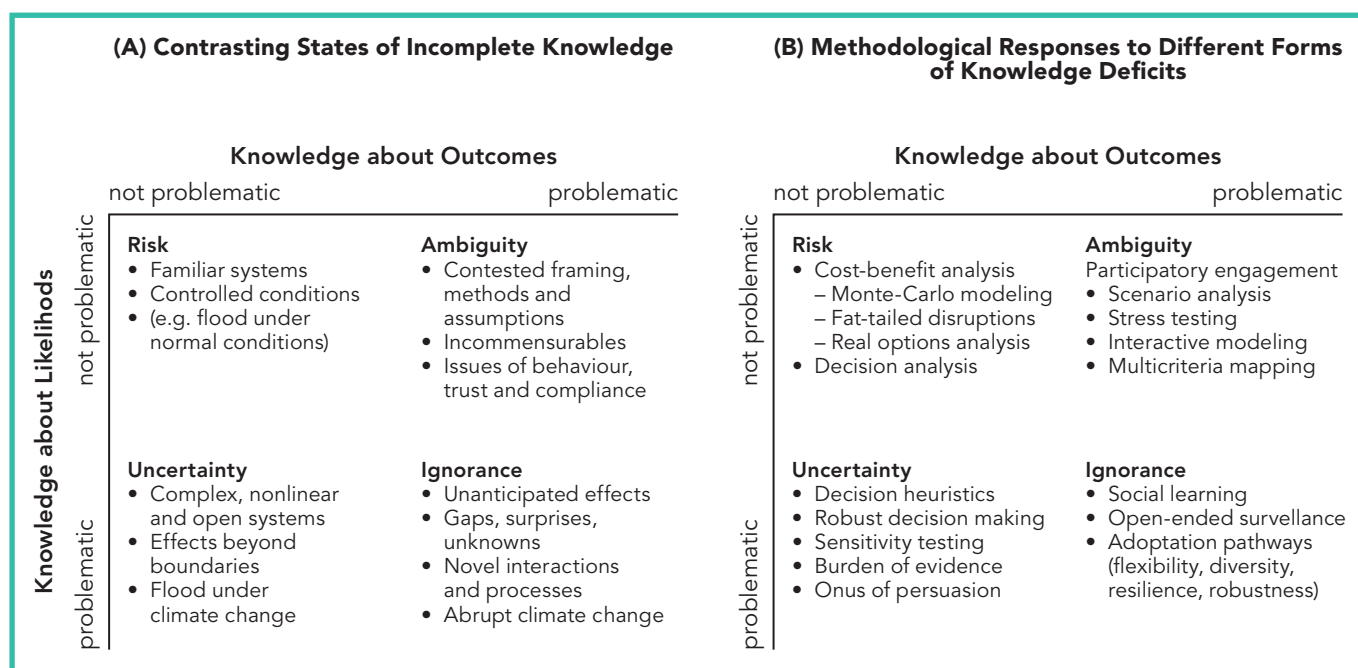 (A) Contrasting States of Incomplete Knowledge
Knowledge about Outcomes
not problematic
problematic
Knowledge about Likelihoods
not problematic
problematic
Risk
• Familiar systems
• Controlled conditions
• (e.g. flood under
normal conditions)
Ambiguity
• Contested framing,
methods and
assumptions
• Incommensurables
• Issues of behaviour,
trust and compliance
Uncertainty
• Complex, nonlinear
and open systems
• Effects beyond
boundaries
• Flood under
climate change
Ignorance
• Unanticipated effects
• Gaps, surprises,
unknowns
• Novel interactions
and processes
• Abrupt climate change
(B) Methodological Responses to Different Forms
of Knowledge Deficits
Knowledge about Outcomes
not problematic
problematic
not problematic
problematic
Risk
• Cost-benefit analysis
– Monte-Carlo modeling
– Fat-tailed disruptions
– Real options analysis
• Decision analysis
Ambiguity
Participatory engagement
• Scenario analysis
• Stress testing
• Interactive modeling
• Multicriteria mapping
Uncertainty
• Decision heuristics
• Robust decision making
• Sensitivity testing
• Burden of evidence
• Onus of persuasion
Ignorance
• Social learning
• Open-ended survellance
• Adoptation pathways
(flexibility, diversity,
resilience, robustness)